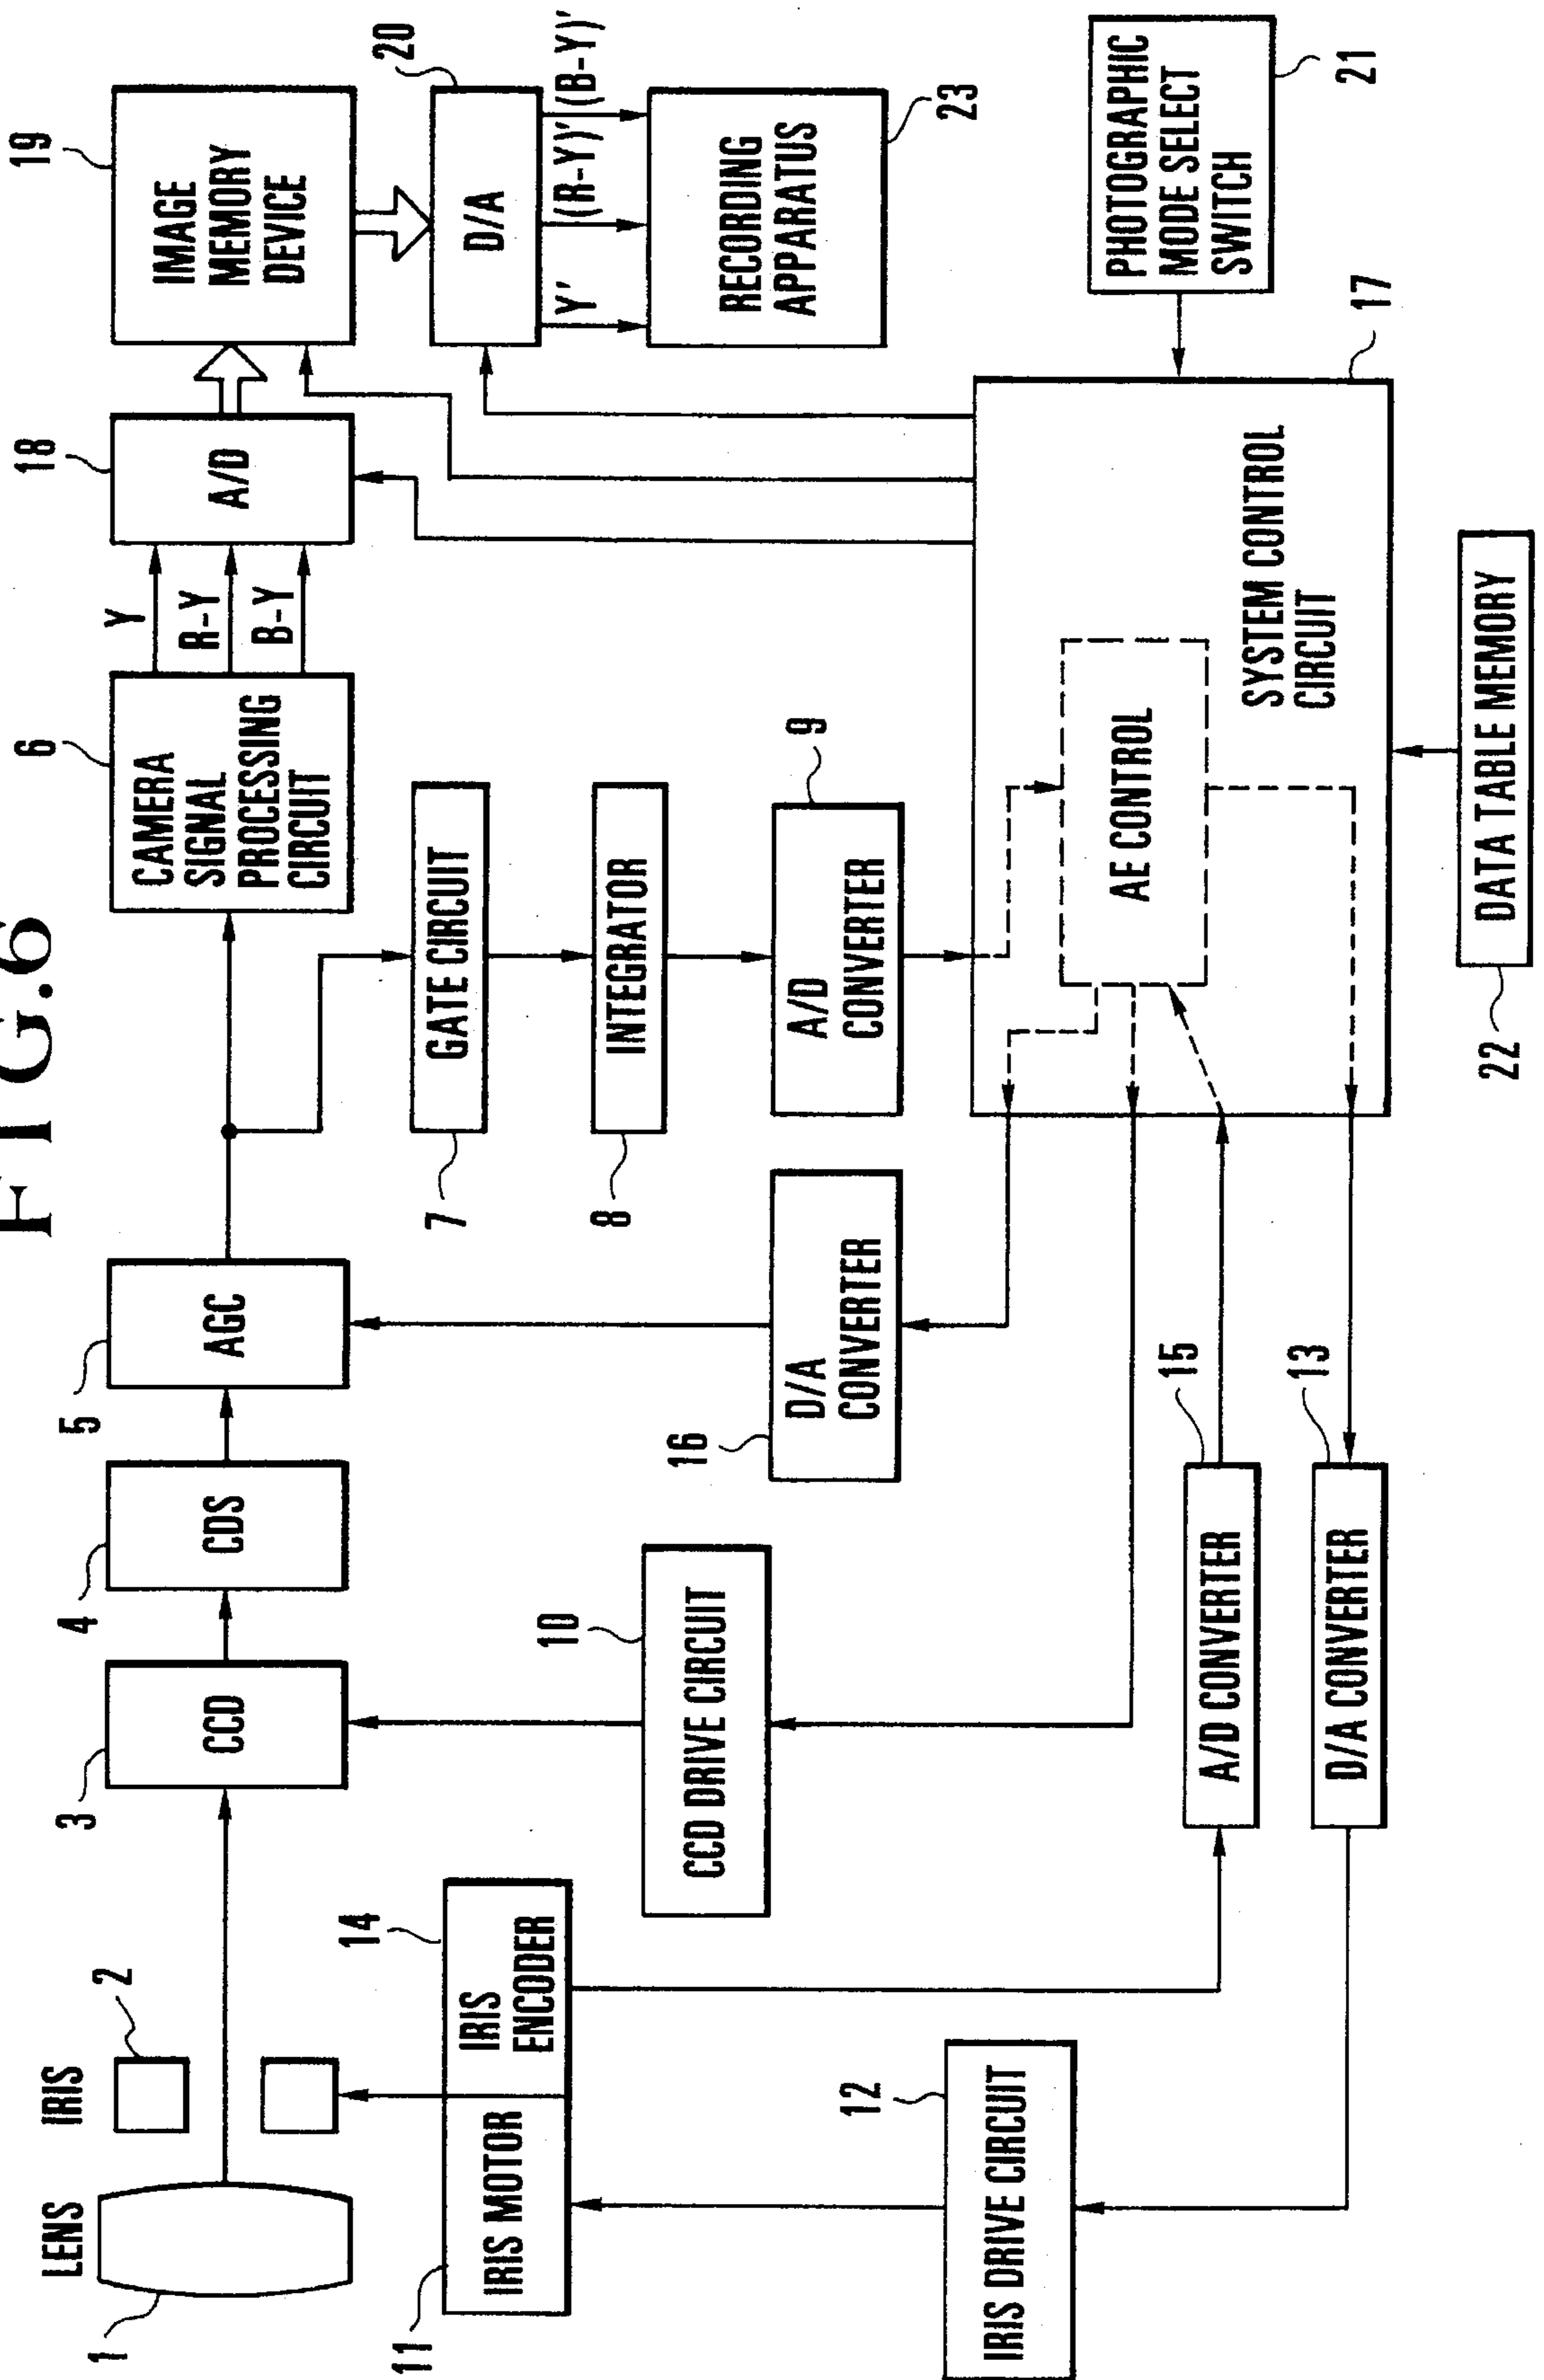 FIG.6
LENS
IRIS
1
2
3
CCD
4
CDS
5
AGC
6
CAMERA
SIGNAL
PROCESSING
CIRCUIT
Y
R-Y
B-Y
18
A/D
19
IMAGE
MEMORY
DEVICE
20
D/A
Y'
(R-Y)'
(B-Y)'
RECORDING
APPARATUS
23
7
GATE CIRCUIT
8
INTEGRATOR
9
A/D
CONVERTER
11
IRIS MOTOR
14
IRIS
ENCODER
10
CCD DRIVE CIRCUIT
16
D/A
CONVERTER
12
IRIS DRIVE CIRCUIT
15
A/D CONVERTER
13
D/A CONVERTER
AE CONTROL
SYSTEM CONTROL
CIRCUIT
17
PHOTOGRAPHIC
MODE SELECT
SWITCH
21
22
DATA TABLE MEMORY